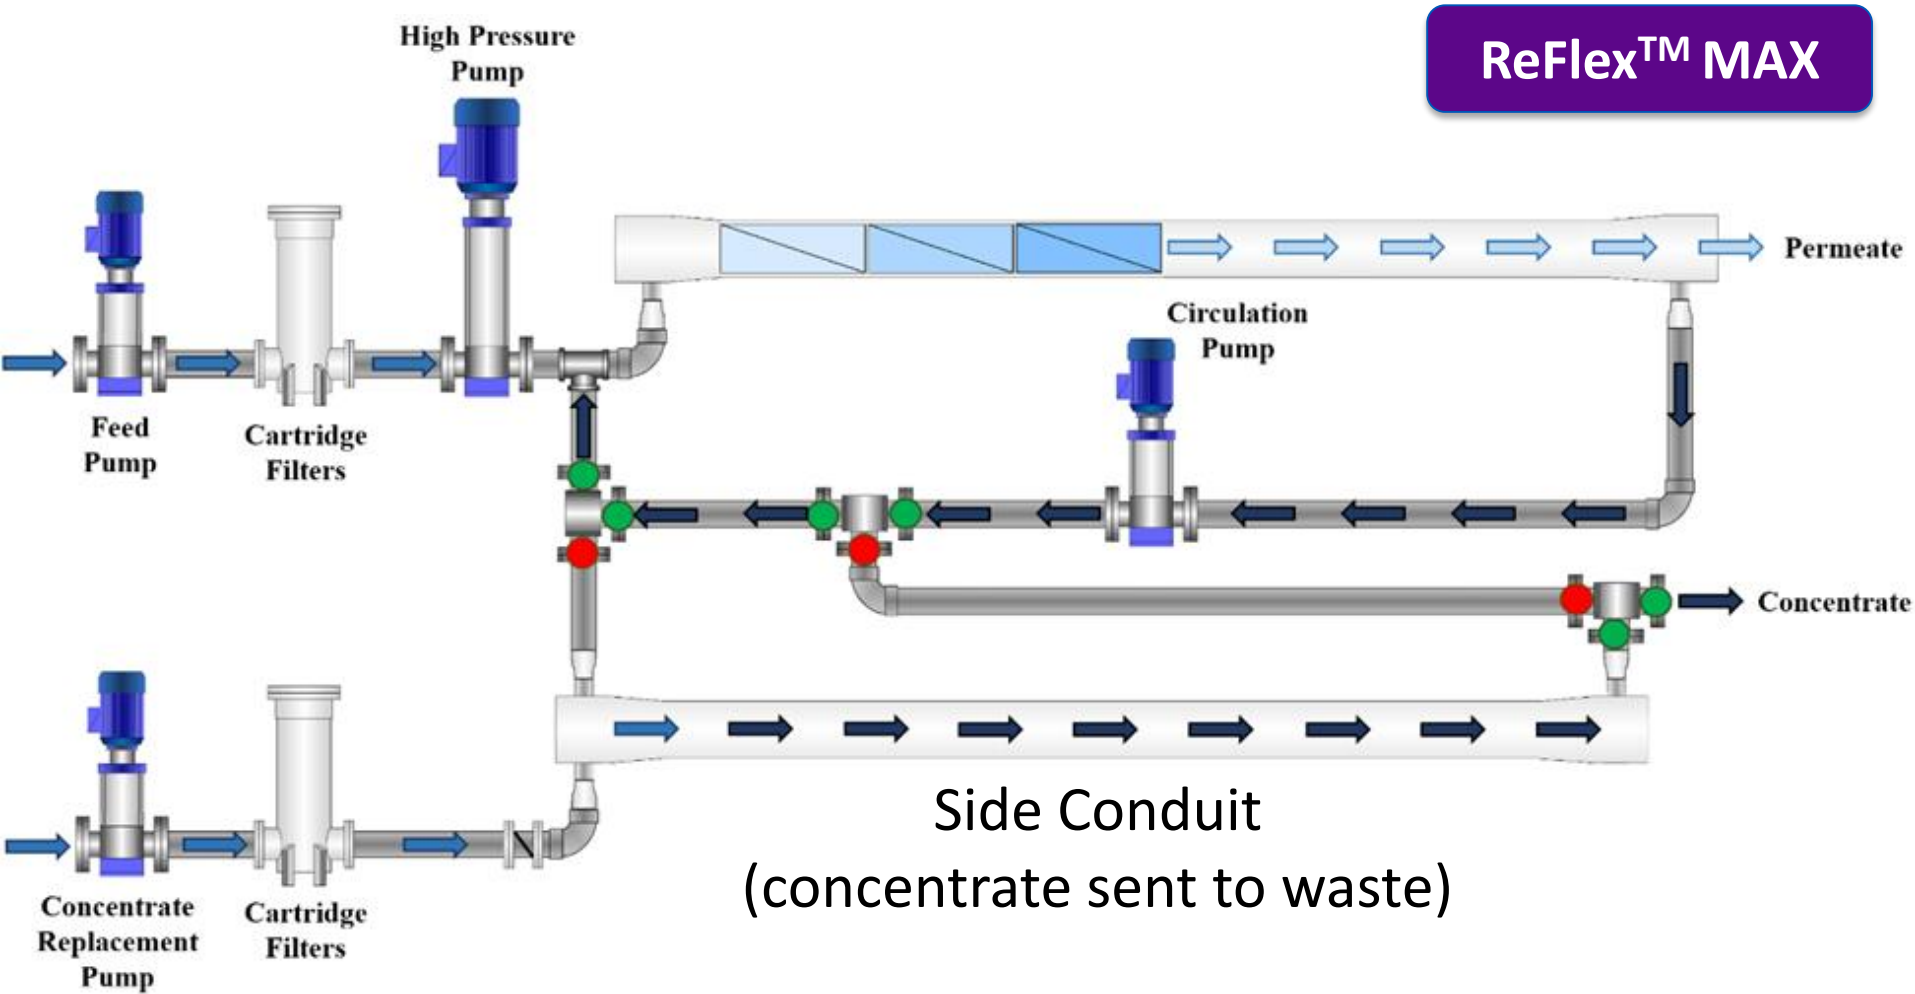 ReFlex™ MAX
High Pressure
Pump
Permeate
Circulation
Pump
Feed
Pump
Cartridge
Filters
Concentrate
Side Conduit
(concentrate sent to waste)
Concentrate
Replacement
Pump
Cartridge
Filters